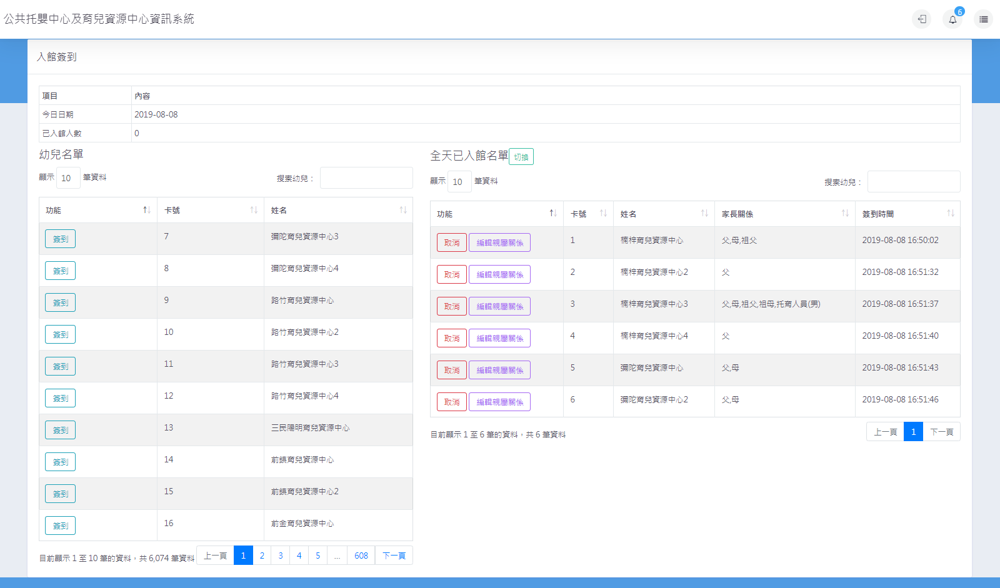 公共托嬰中心及育兒資源中心資訊系統
6
入館簽到
項目 內容
今日日期 2019-08-08
已入館人數 0
幼兒名單
顯示 10 筆資料 搜索幼兒：
功能 卡號 姓名
簽到 7 彌陀育兒資源中心3
簽到 8 彌陀育兒資源中心4
簽到 9 路竹育兒資源中心
簽到 10 路竹育兒資源中心2
簽到 11 路竹育兒資源中心3
簽到 12 路竹育兒資源中心4
簽到 13 三民陽明育兒資源中心
簽到 14 前鎮育兒資源中心
簽到 15 前鎮育兒資源中心2
簽到 16 前金育兒資源中心
目前顯示 1 至 10 筆的資料，共 6,074 筆資料 上一頁 1 2 3 4 5 ... 608 下一頁
全天已入館名單 切換
顯示 10 筆資料 搜索幼兒：
功能 卡號 姓名 家長關係 簽到時間
取消 編輯親屬關係 1 楠梓育兒資源中心 父,母,祖父 2019-08-08 16:50:02
取消 編輯親屬關係 2 楠梓育兒資源中心2 父 2019-08-08 16:51:32
取消 編輯親屬關係 3 楠梓育兒資源中心3 父,母,祖父,祖母,托育人員(男) 2019-08-08 16:51:37
取消 編輯親屬關係 4 楠梓育兒資源中心4 父 2019-08-08 16:51:40
取消 編輯親屬關係 5 彌陀育兒資源中心 父,母 2019-08-08 16:51:43
取消 編輯親屬關係 6 彌陀育兒資源中心2 父,母 2019-08-08 16:51:46
目前顯示 1 至 6 筆的資料，共 6 筆資料 上一頁 1 下一頁